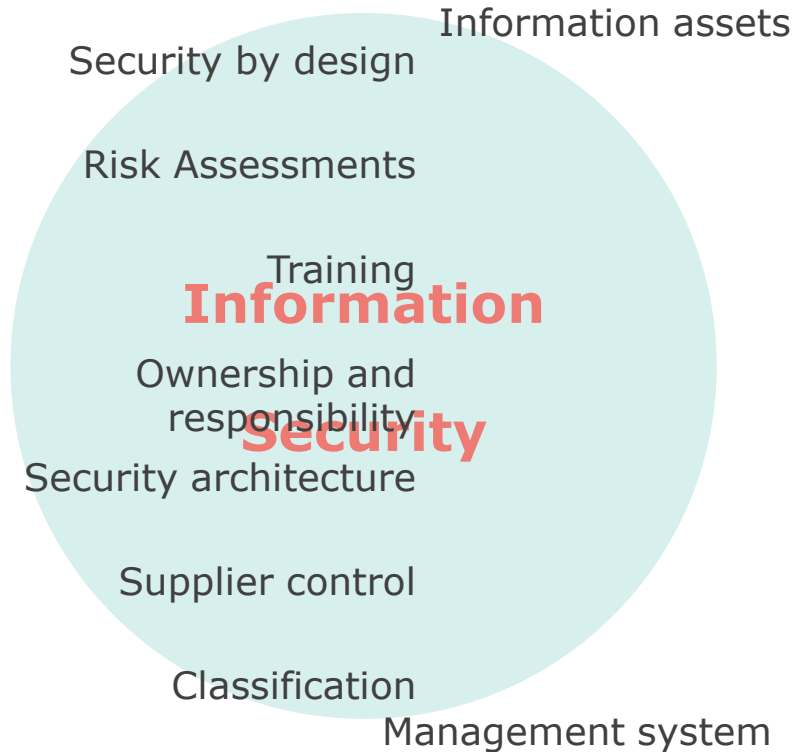 Information assets
Security by design
Risk Assessments
Training
Information
Ownership and
responsibility
Security
Security architecture
Supplier control
Classification
Management system